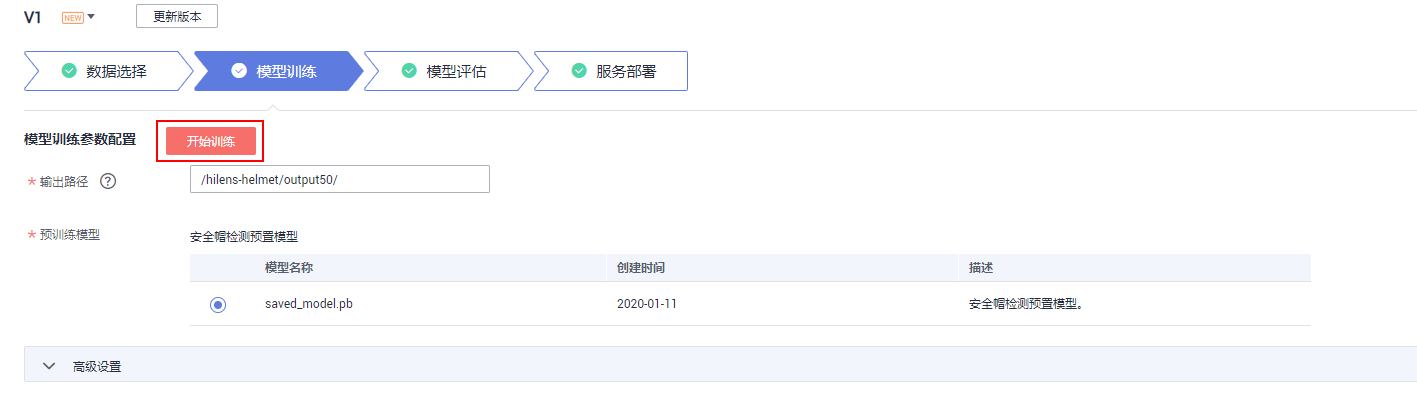 V1 NEW 更新版本
数据选择 模型训练 模型评估 服务部署
模型训练参数配置 开始训练
* 输出路径 ? /hilens-helmet/output50/
* 预训练模型 安全帽检测预置模型
模型名称 创建时间 描述
saved_model.pb 2020-01-11 安全帽检测预置模型。
高级设置